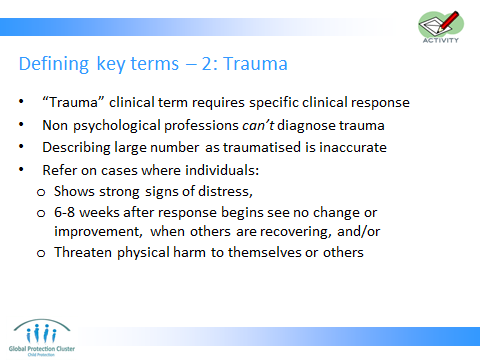 ACTIVITY
Defining key terms – 2: Trauma
• “Trauma” clinical term requires specific clinical response
• Non psychological professions can’t diagnose trauma
• Describing large number as traumatised is inaccurate
• Refer on cases where individuals:
o Shows strong signs of distress,
o 6-8 weeks after response begins see no change or
improvement, when others are recovering, and/or
o Threaten physical harm to themselves or others
Global Protection Cluster
Child Protection